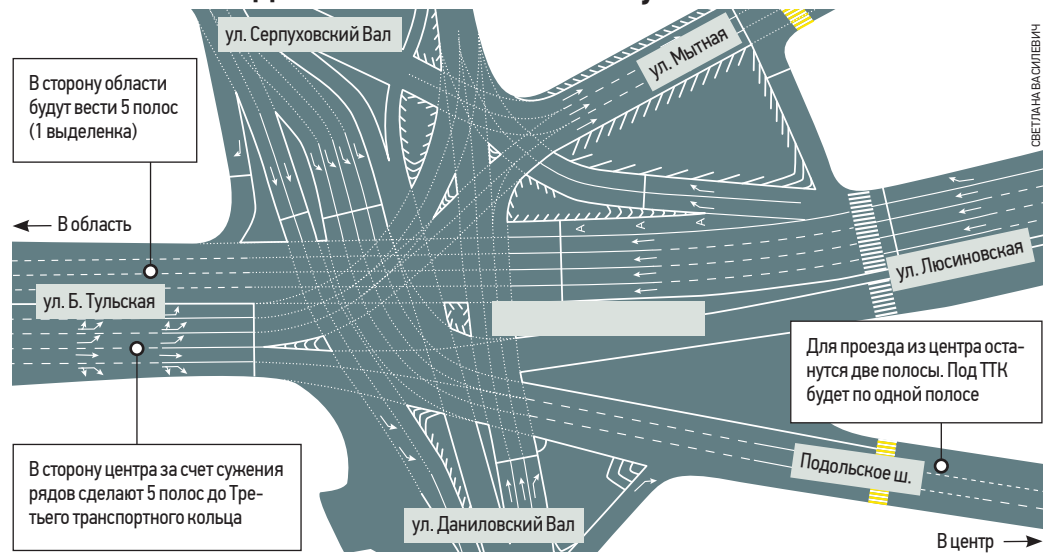 ул. Серпуховский Вал
ул. Мытная
СВЕТЛАНА ВАСИЛЕВИЧ
В сторону области
будут вести 5 полос
(1 выделенка)
В область
А
А
А
ул. Люсиновская
ул. Б. Тульская
Для проезда из центра оста-
нутся две полосы. Под ТТК
будет по одной полосе
В сторону центра за счет сужения
рядов сделают 5 полос до Тре-
тьего транспортного кольца
Подольское ш.
ул. Даниловский Вал
В центр